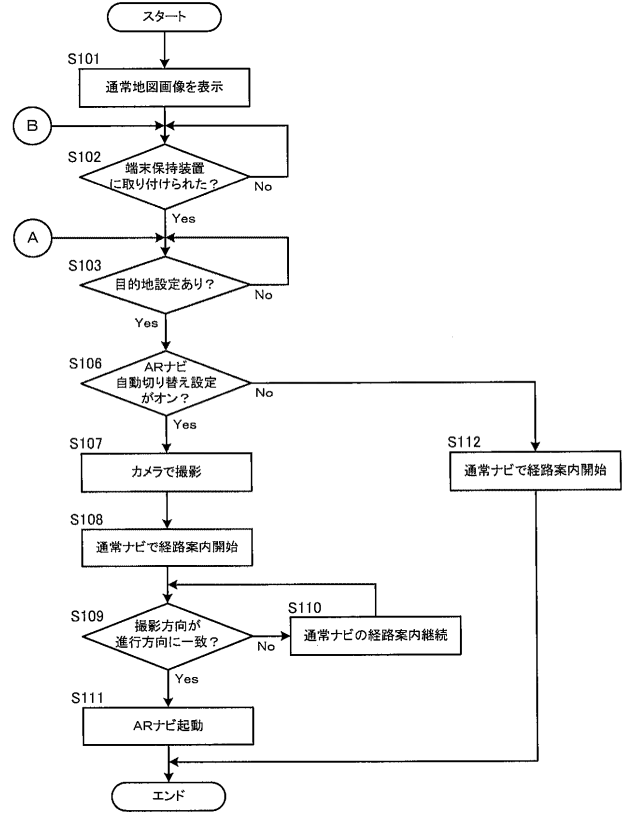 スタート
S101
通常地図画像を表示
B
S102
端末保持装置
に取り付けられた？
No
Yes
A
S103
目的地設定あり？
No
Yes
S106
ARナビ
自動切り替え設定
がオン？
No
Yes
S107
カメラで撮影
S112
通常ナビで経路案内開始
S108
通常ナビで経路案内開始
S109
撮影方向が
進行方向に一致？
No
S110
通常ナビの経路案内継続
Yes
S111
ARナビ起動
エンド